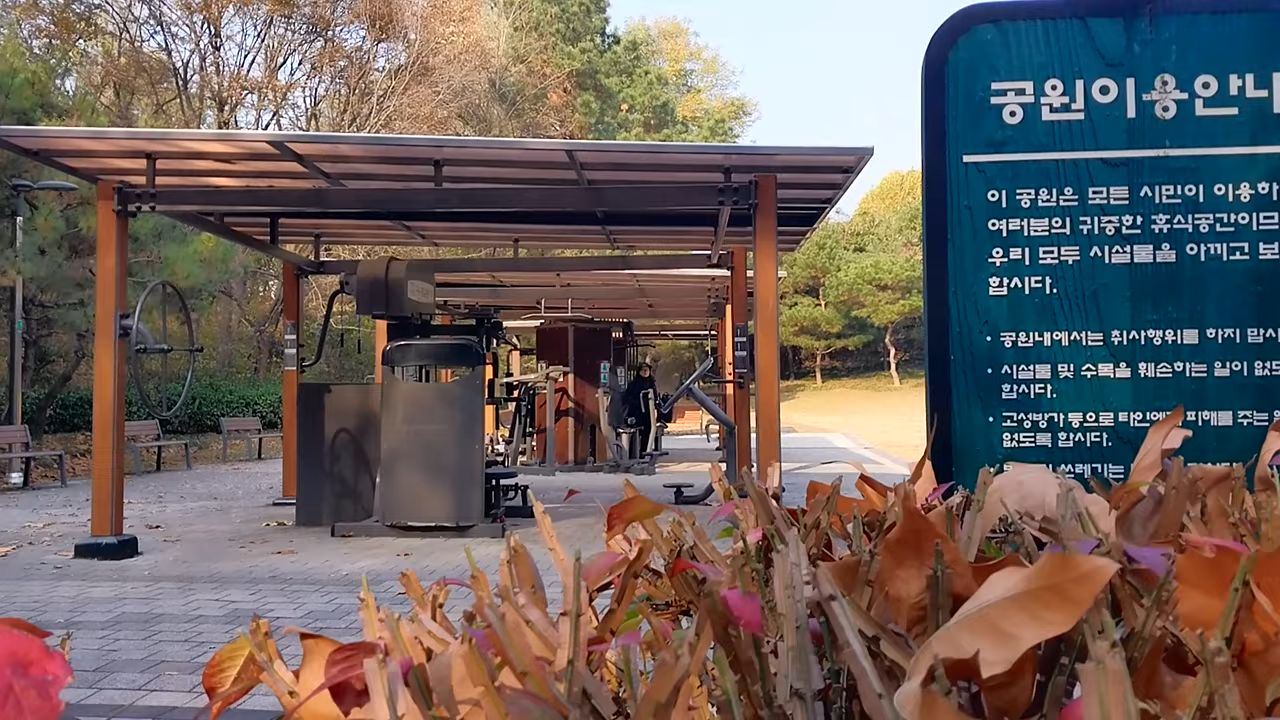 공원이용안내
이 공원은 모든 시민이 이용하
여러분의 귀중한 휴식공간이므
우리 모두 시설물을 아끼고 보
합시다.
• 공원내에서는 취사행위를 하지 맙시
• 시설물 및 수목을 훼손하는 일이 없도
합시다.
• 고성방가 등으로 타인에게 피해를 주는
없도록 합시다.
쓰레기는